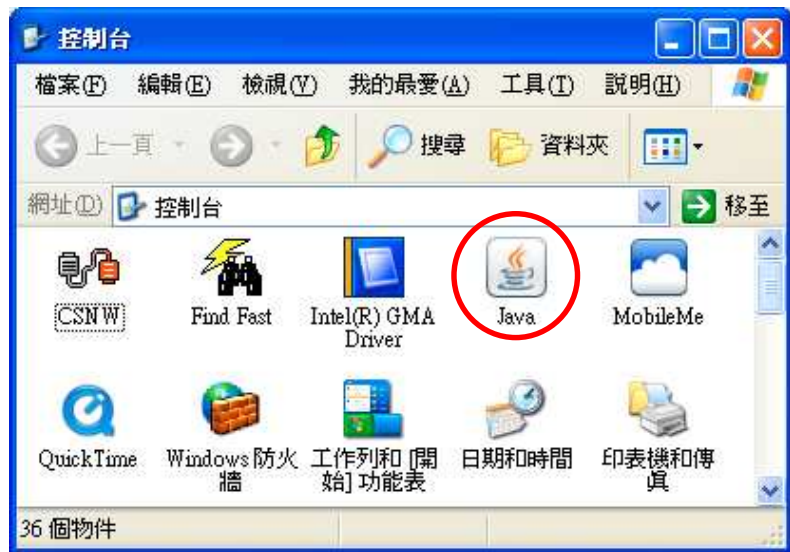 控制台
檔案(F) 編輯(E) 檢視(V) 我的最愛(A) 工具(T) 說明(H)
上一頁 搜尋 資料夾
網址(D) 控制台 移至
CSNW Find Fast Intel(R) GMA Java MobileMe
Driver
QuickTime Windows 防火 工作列和 [開 日期和時間 印表機和傳
牆 始] 功能表 真
36 個物件